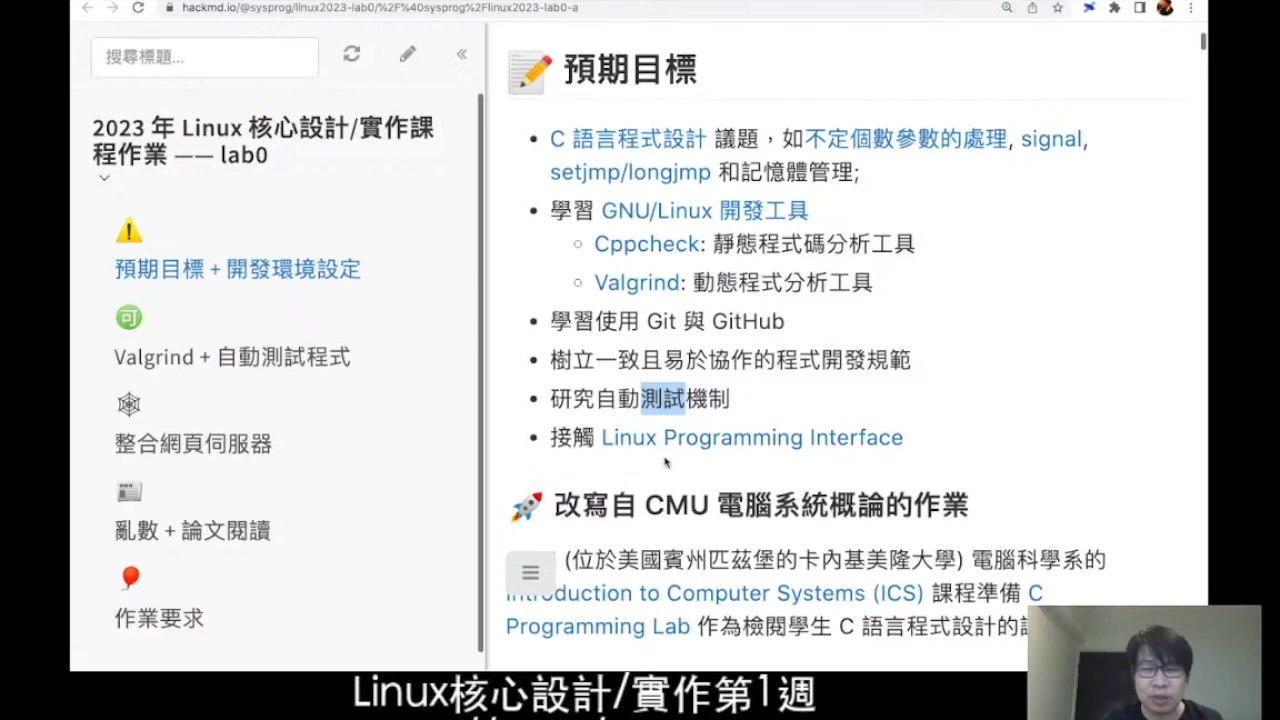 hackmd.io/@sysprog/linux2023-lab0/%2F%40sysprog%2Flinux2023-lab0-a
搜尋標題...
2023 年 Linux 核心設計/實作課
程作業 —— lab0
預期目標 + 開發環境設定
可
Valgrind + 自動測試程式
整合網頁伺服器
亂數 + 論文閱讀
作業要求
預期目標
C 語言程式設計 議題，如不定個數參數的處理, signal,
setjmp/longjmp 和記憶體管理;
學習 GNU/Linux 開發工具
Cppcheck: 靜態程式碼分析工具
Valgrind: 動態程式分析工具
學習使用 Git 與 GitHub
樹立一致且易於協作的程式開發規範
研究自動測試機制
接觸 Linux Programming Interface
改寫自 CMU 電腦系統概論的作業
(位於美國賓州匹茲堡的卡內基美隆大學) 電腦科學系的
Introduction to Computer Systems (ICS) 課程準備 C
Programming Lab 作為檢閱學生 C 語言程式設計的
Linux核心設計/實作第1週